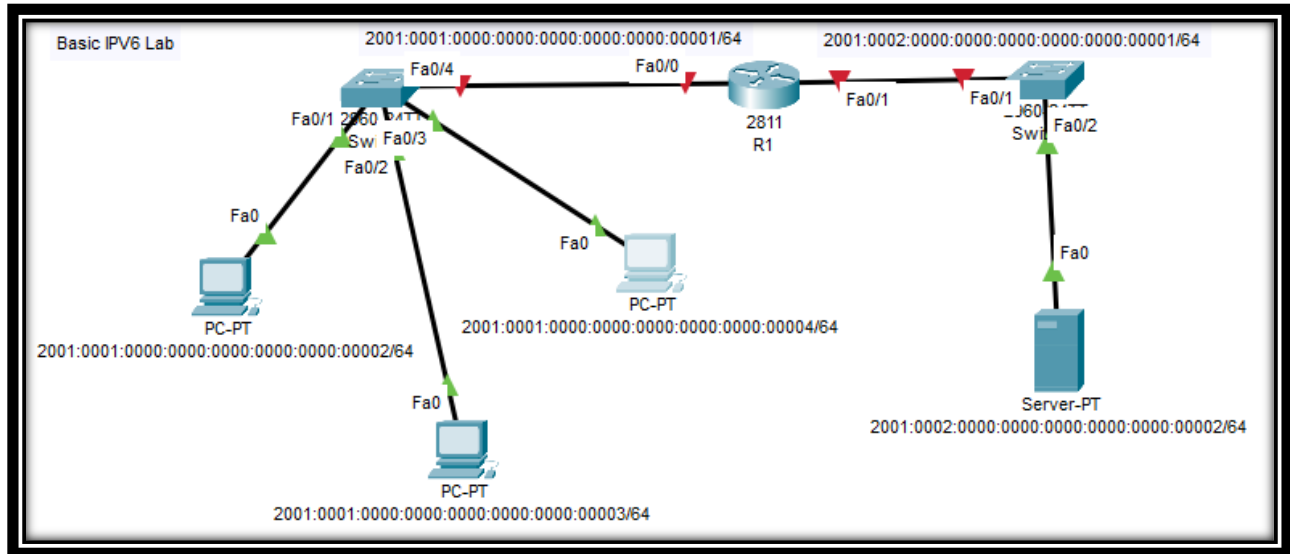 Basic IPV6 Lab
2001:0001:0000:0000:0000:0000:0000:00001/64
2001:0002:0000:0000:0000:0000:0000:00001/64
Fa0/4
Fa0/0
Fa0/1
Fa0/1
2811
R1
Fa0/1
Fa0/3
Fa0/2
Fa0/2
Fa0
Fa0
Fa0
PC-PT
2001:0001:0000:0000:0000:0000:0000:00004/64
PC-PT
2001:0001:0000:0000:0000:0000:0000:00002/64
Fa0
Server-PT
2001:0002:0000:0000:0000:0000:0000:00002/64
PC-PT
2001:0001:0000:0000:0000:0000:0000:00003/64